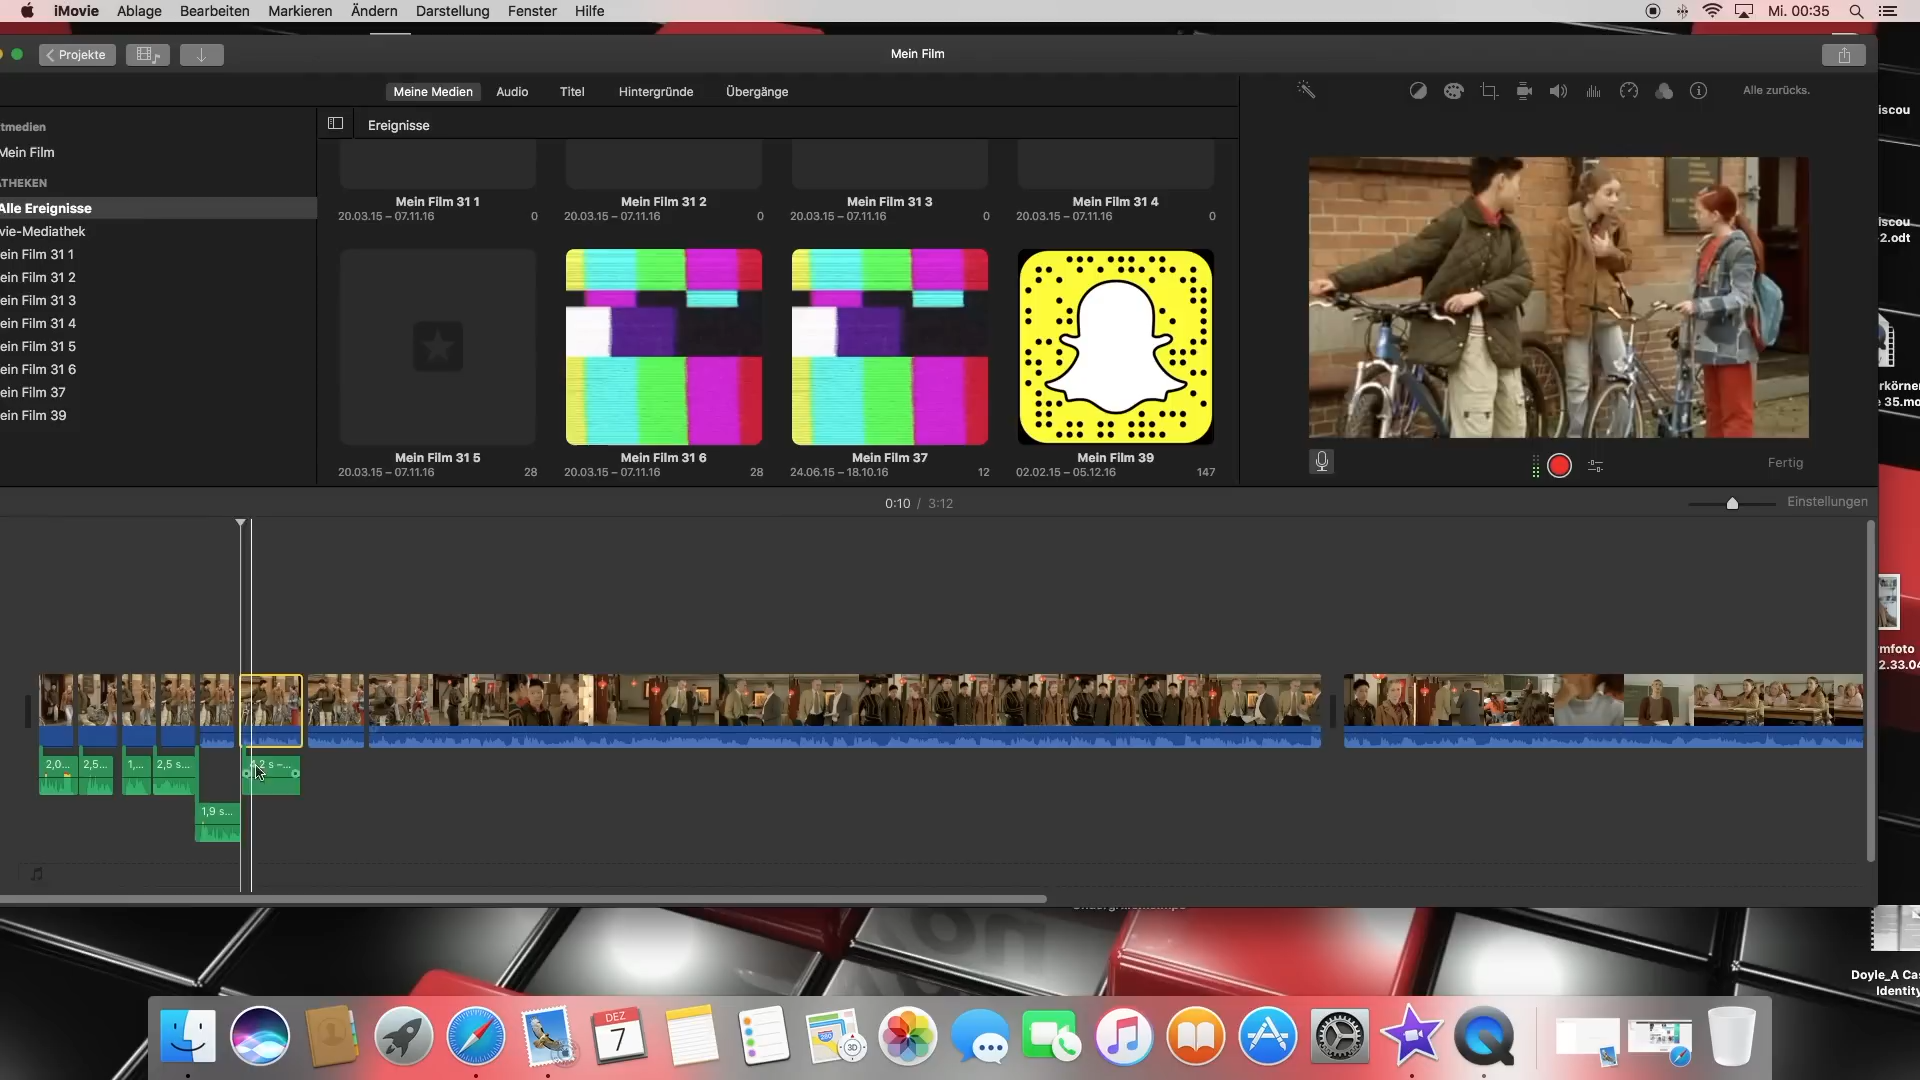 iMovie Ablage Bearbeiten Markieren Ändern Darstellung Fenster Hilfe Mi. 00:35
Projekte Mein Film
Meine Medien Audio Titel Hintergründe Übergänge Alle zurücks.
tmedien
Mein Film
ATHEKEN
Alle Ereignisse
vie-Mediathek
ein Film 31 1
ein Film 31 2
ein Film 31 3
ein Film 31 4
ein Film 31 5
ein Film 31 6
ein Film 37
ein Film 39
Ereignisse
Mein Film 31 1 Mein Film 31 2 Mein Film 31 3 Mein Film 31 4
20.03.15 – 07.11.16 0 20.03.15 – 07.11.16 0 20.03.15 – 07.11.16 0 20.03.15 – 07.11.16 0
Mein Film 31 5 Mein Film 31 6 Mein Film 37 Mein Film 39
20.03.15 – 07.11.16 28 20.03.15 – 07.11.16 28 24.06.15 – 18.10.16 12 02.02.15 – 05.12.16 147
Fertig
0:10 / 3:12 Einstellungen
2,0... 2,5... 1,... 2,5 s... 4,2 s –...
1,9 s...
iscou
iscou
2.odt
rkörner
e 35.mo
rmfoto
2.33.04
Doyle_A Cas
Identity
DEZ
7
3D